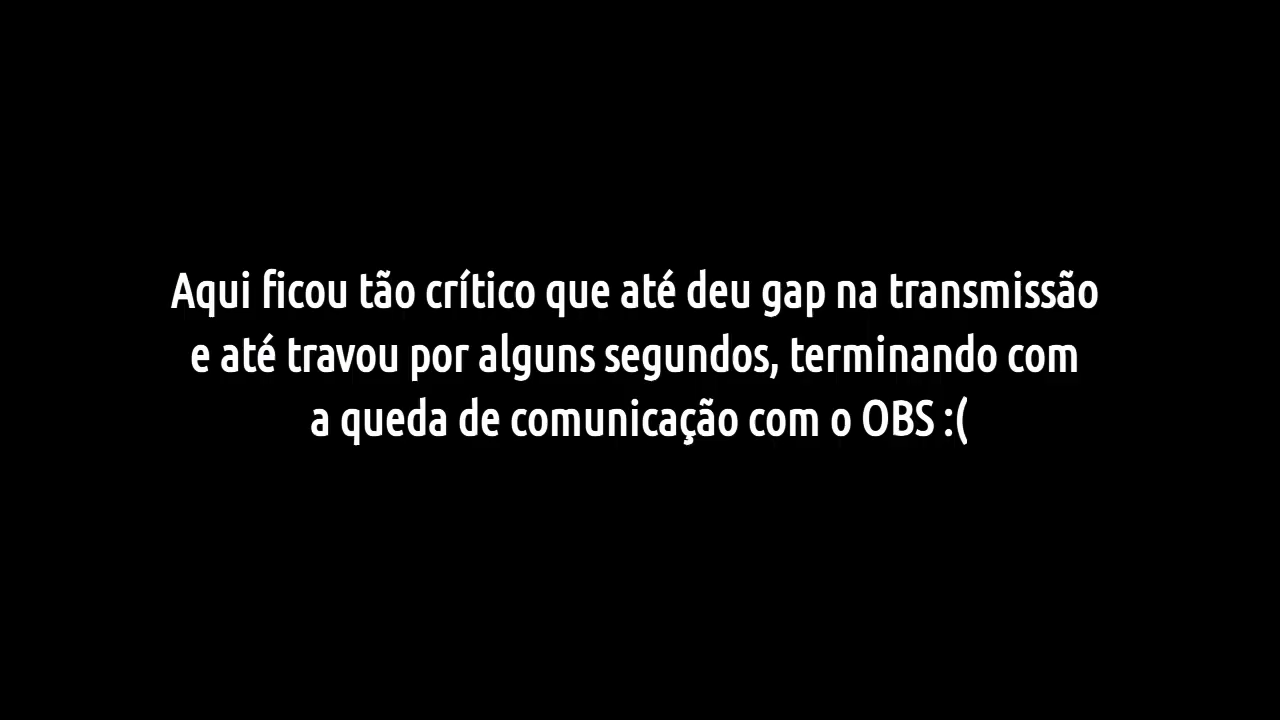 Aqui ficou tão crítico que até deu gap na transmissão
e até travou por alguns segundos, terminando com
a queda de comunicação com o OBS :(